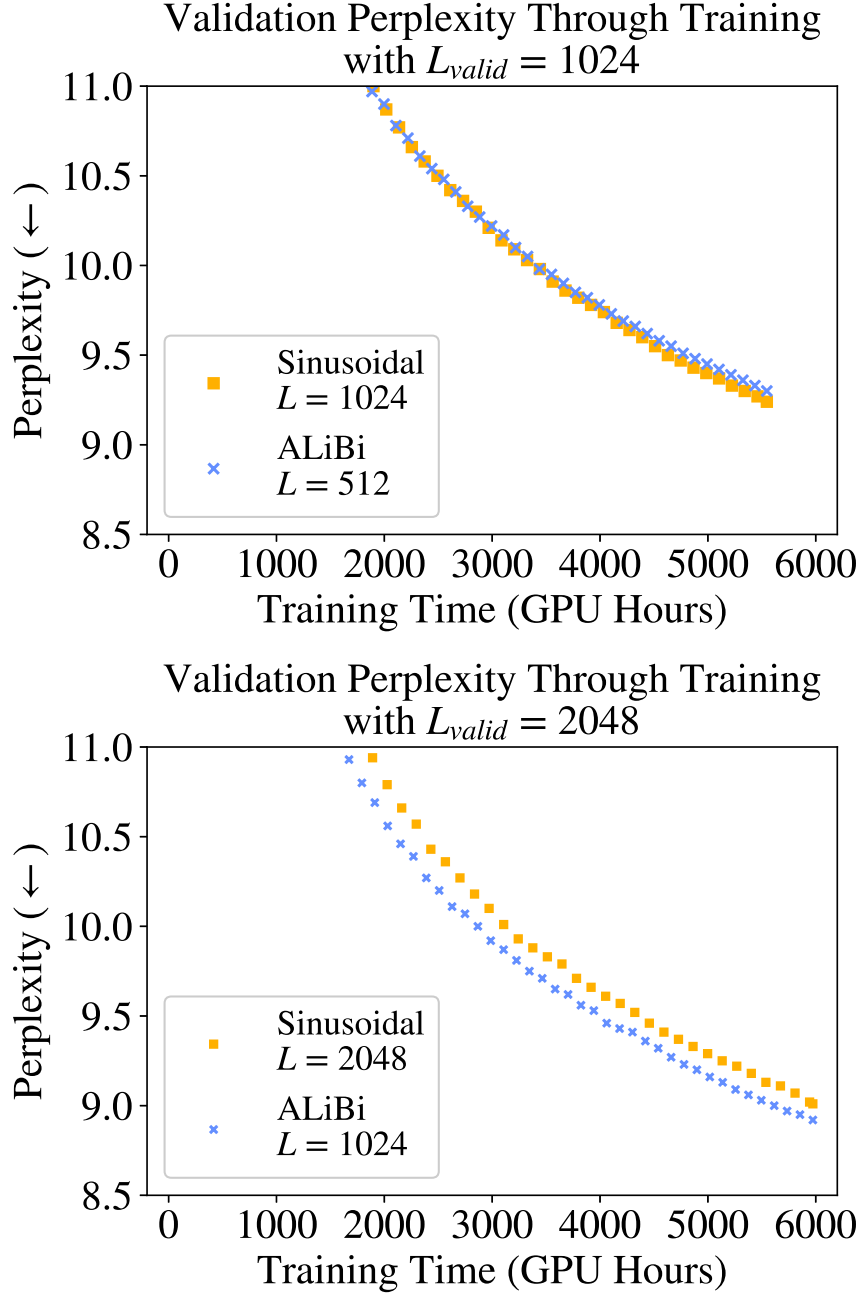 Validation Perplexity Through Training
with L_valid = 1024
Perplexity (←)
11.0
10.5
10.0
9.5
9.0
8.5
Sinusoidal
L = 1024
ALiBi
L = 512
0 1000 2000 3000 4000 5000 6000
Training Time (GPU Hours)
Validation Perplexity Through Training
with L_valid = 2048
Perplexity (←)
11.0
10.5
10.0
9.5
9.0
8.5
Sinusoidal
L = 2048
ALiBi
L = 1024
0 1000 2000 3000 4000 5000 6000
Training Time (GPU Hours)